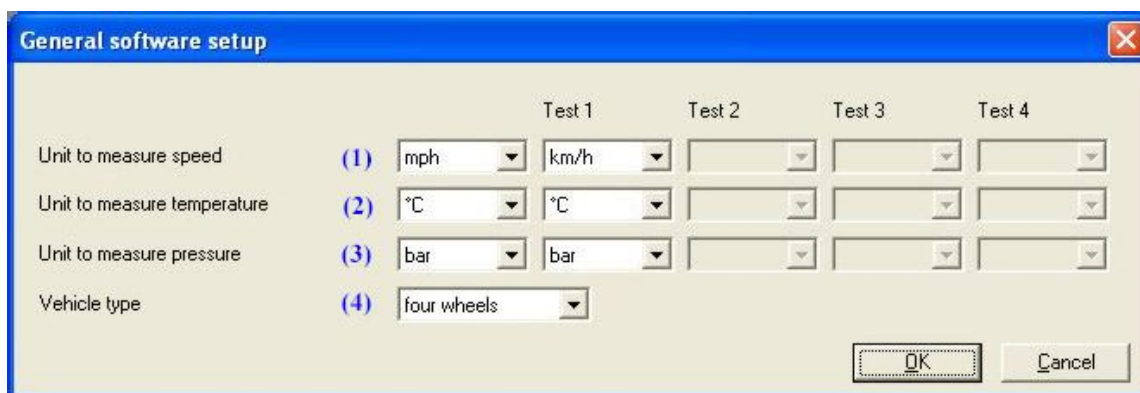 General software setup
Test 1 Test 2 Test 3 Test 4
Unit to measure speed (1) mph km/h
Unit to measure temperature (2) °C °C
Unit to measure pressure (3) bar bar
Vehicle type (4) four wheels
OK Cancel